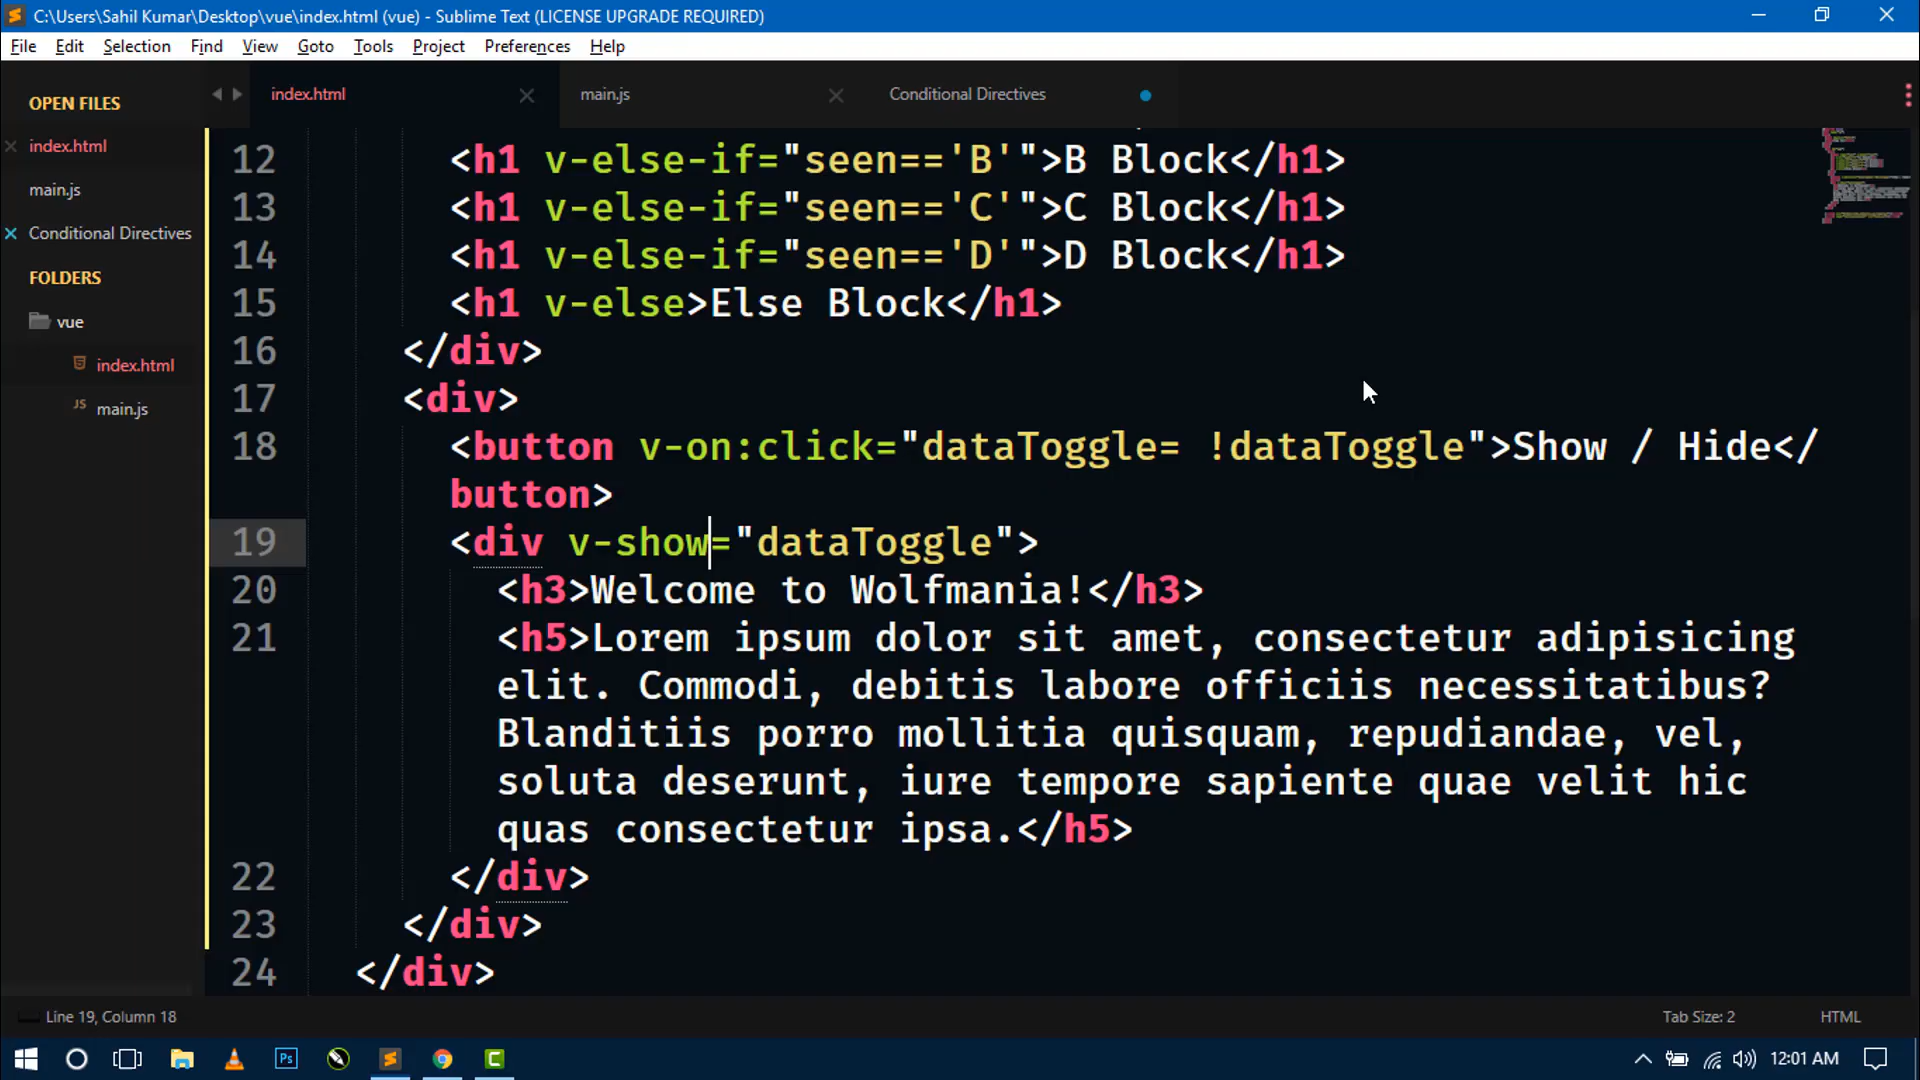 C:\Users\Sahil Kumar\Desktop\vue\index.html (vue) - Sublime Text (LICENSE UPGRADE REQUIRED)
File Edit Selection Find View Goto Tools Project Preferences Help
OPEN FILES
index.html
main.js
Conditional Directives
FOLDERS
vue
index.html
JS main.js
index.html main.js Conditional Directives
12 <h1 v-else-if="seen=='B'">B Block</h1>
13 <h1 v-else-if="seen=='C'">C Block</h1>
14 <h1 v-else-if="seen=='D'">D Block</h1>
15 <h1 v-else>Else Block</h1>
16 </div>
17 <div>
18 <button v-on:click="dataToggle= !dataToggle">Show / Hide</
button>
19 <div v-show="dataToggle">
20 <h3>Welcome to Wolfmania!</h3>
21 <h5>Lorem ipsum dolor sit amet, consectetur adipisicing
elit. Commodi, debitis labore officiis necessitatibus?
Blanditiis porro mollitia quisquam, repudiandae, vel,
soluta deserunt, iure tempore sapiente quae velit hic
quas consectetur ipsa.</h5>
22 </div>
23 </div>
24 </div>
Line 19, Column 18 Tab Size: 2 HTML
Ps
C
12:01 AM